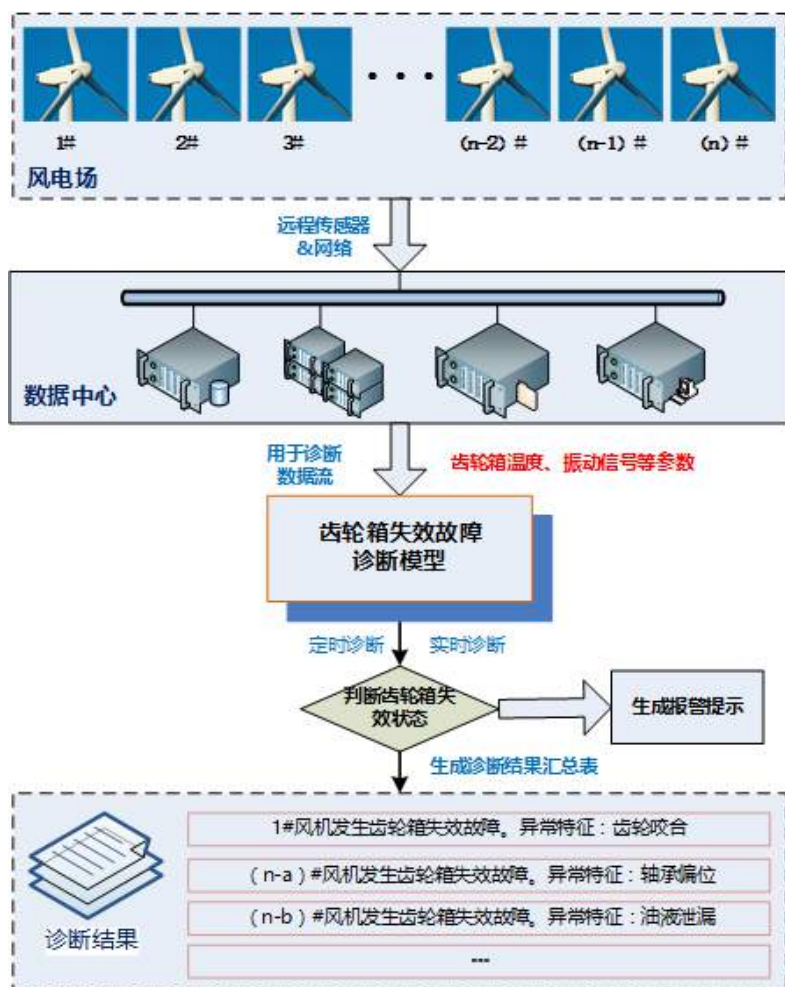 1#
2#
3#
(n-2) #
(n-1) #
(n) #
风电场
远程传感器
&网络
数据中心
用于诊断
数据流
齿轮箱温度、振动信号等参数
齿轮箱失效故障
诊断模型
定时诊断
实时诊断
判断齿轮箱失
效状态
生成报警提示
生成诊断结果汇总表
1#风机发生齿轮箱失效故障。异常特征：齿轮咬合
（n-a）#风机发生齿轮箱失效故障。异常特征：轴承偏位
（n-b）#风机发生齿轮箱失效故障。异常特征：油液泄漏
---
诊断结果